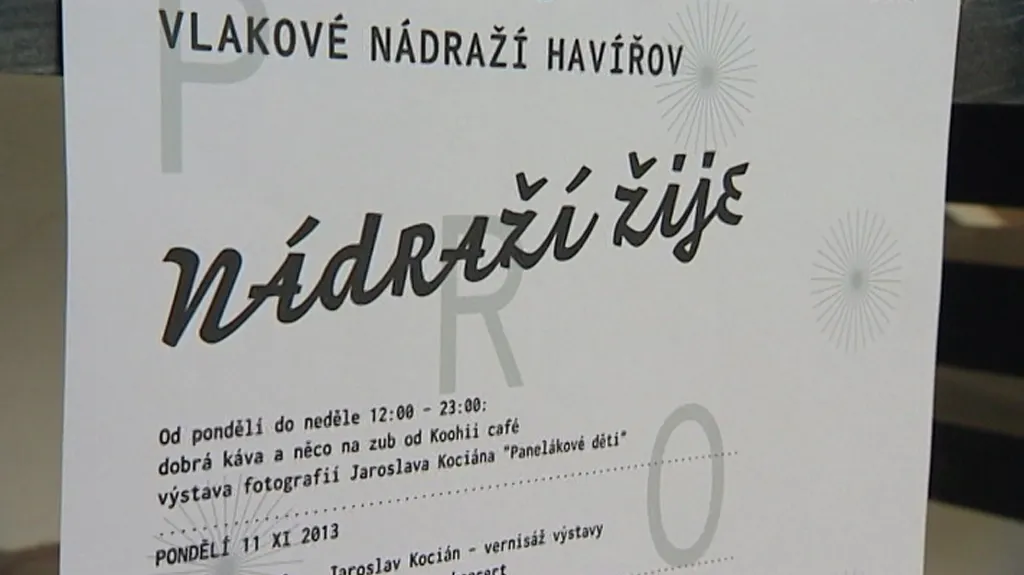 VLAKOVÉ NÁDRAŽÍ HAVÍŘOV
NÁdRAŽÍ ŽijE
P
R
O
Od pondělí do neděle 12:00 - 23:00:
dobrá káva a něco na zub od Koohii café
výstava fotografií Jaroslava Kociána "Panelákové děti"
PONDĚLÍ 11 XI 2013
Jaroslav Kocián - vernisáž výstavy